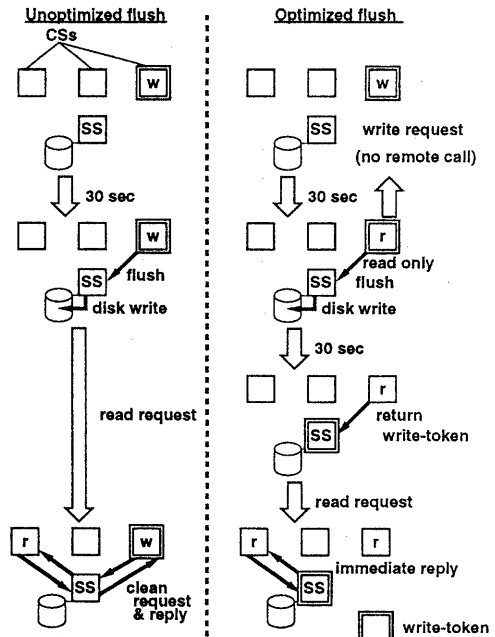 Unoptimized flush
CSs
w
SS
30 sec
w
flush
SS
disk write
read request
r
w
SS
clean
request
& reply
Optimized flush
w
SS
write request
(no remote call)
30 sec
r
read only
flush
SS
disk write
30 sec
r
return
write-token
SS
read request
r
r
immediate reply
SS
write-token